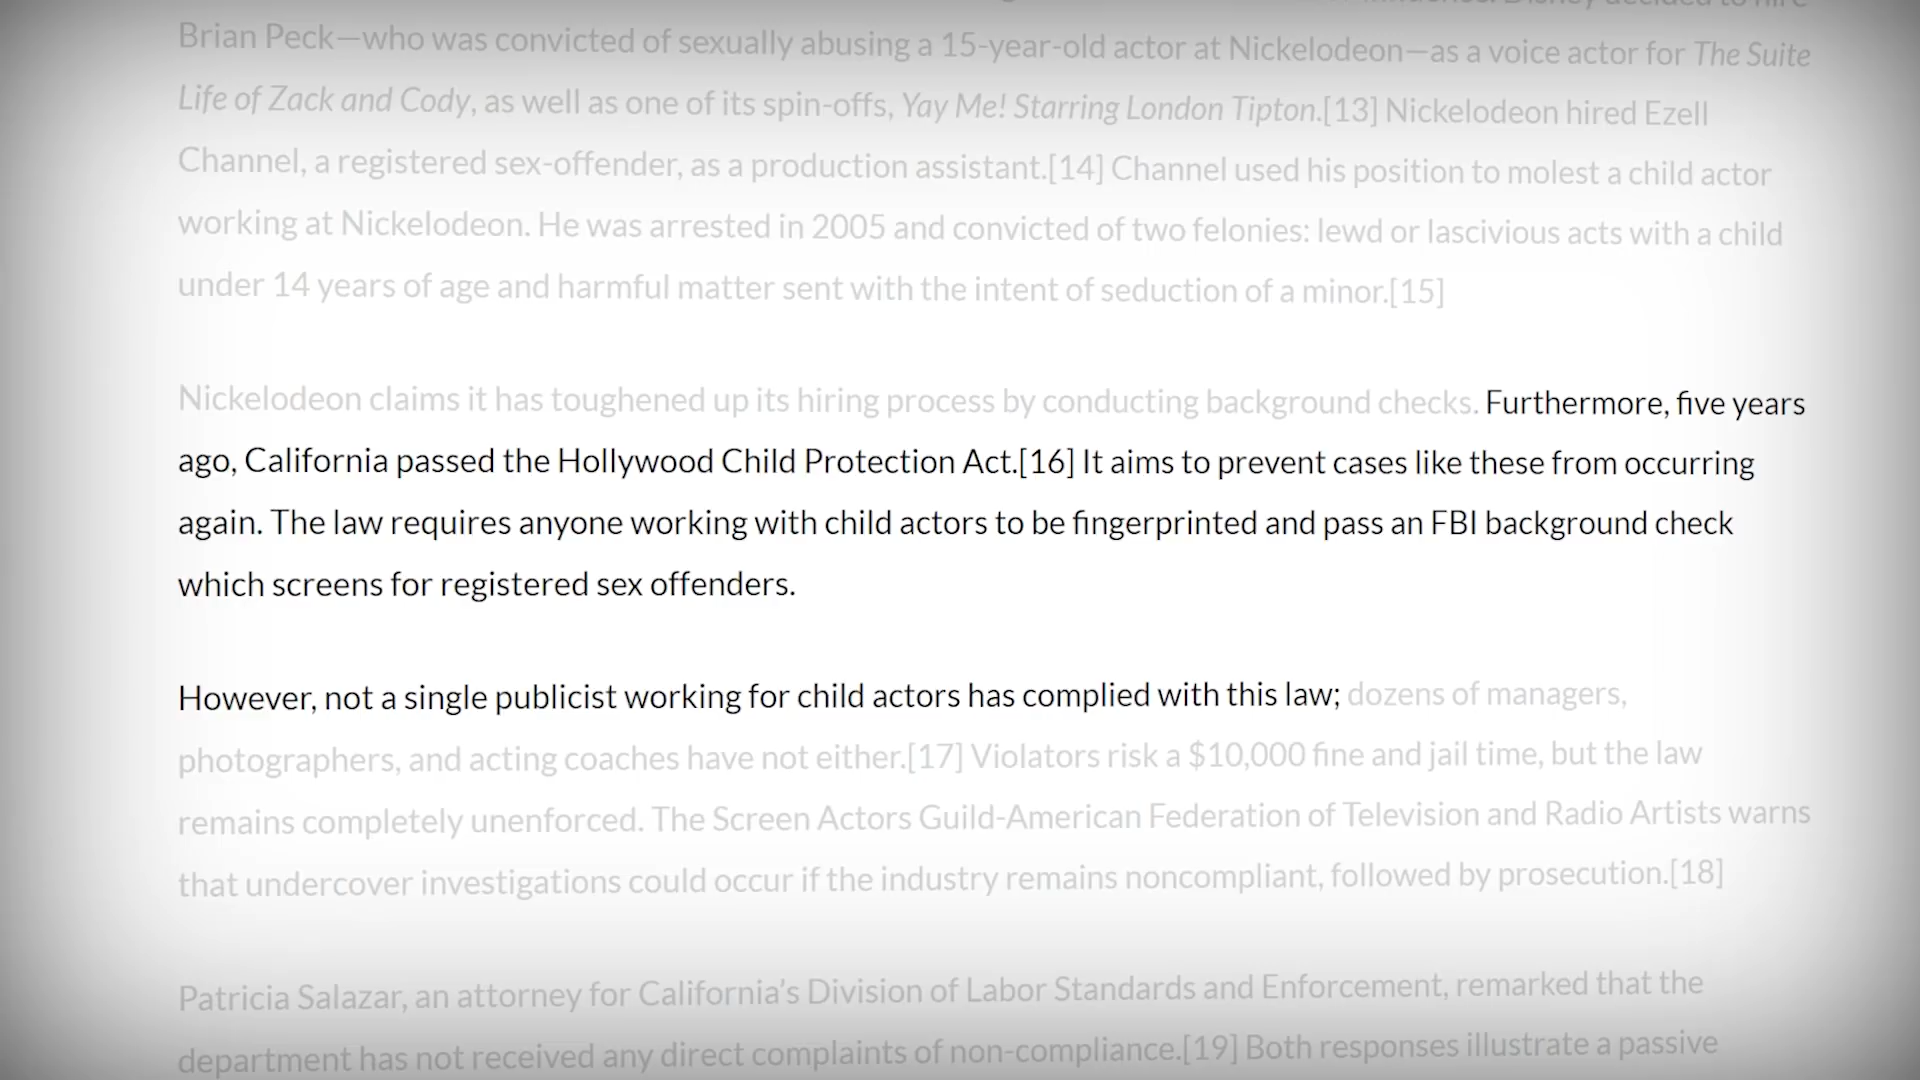 Brian Peck—who was convicted of sexually abusing a 15-year-old actor at Nickelodeon—as a voice actor for The Suite
Life of Zack and Cody, as well as one of its spin-offs, Yay Me! Starring London Tipton.[13] Nickelodeon hired Ezell
Channel, a registered sex-offender, as a production assistant.[14] Channel used his position to molest a child actor
working at Nickelodeon. He was arrested in 2005 and convicted of two felonies: lewd or lascivious acts with a child
under 14 years of age and harmful matter sent with the intent of seduction of a minor.[15]
Nickelodeon claims it has toughened up its hiring process by conducting background checks. Furthermore, five years
ago, California passed the Hollywood Child Protection Act.[16] It aims to prevent cases like these from occurring
again. The law requires anyone working with child actors to be fingerprinted and pass an FBI background check
which screens for registered sex offenders.
However, not a single publicist working for child actors has complied with this law; dozens of managers,
photographers, and acting coaches have not either.[17] Violators risk a $10,000 fine and jail time, but the law
remains completely unenforced. The Screen Actors Guild-American Federation of Television and Radio Artists warns
that undercover investigations could occur if the industry remains noncompliant, followed by prosecution.[18]
Patricia Salazar, an attorney for California’s Division of Labor Standards and Enforcement, remarked that the
department has not received any direct complaints of non-compliance.[19] Both responses illustrate a passive